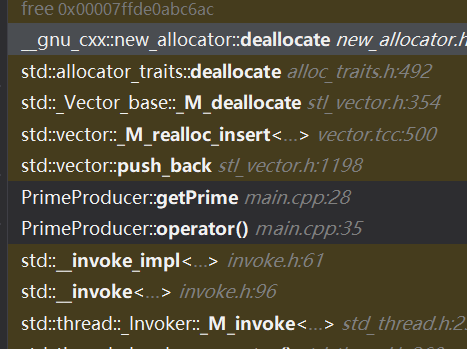 free 0x00007ffde0abc6ac
__gnu_cxx::new_allocator::deallocate new_allocator.h
std::allocator_traits::deallocate alloc_traits.h:492
std::_Vector_base::_M_deallocate stl_vector.h:354
std::vector::_M_realloc_insert<...> vector.tcc:500
std::vector::push_back stl_vector.h:1198
PrimeProducer::getPrime main.cpp:28
PrimeProducer::operator() main.cpp:35
std::__invoke_impl<...> invoke.h:61
std::__invoke<...> invoke.h:96
std::thread::_Invoker::_M_invoke<...> std_thread.h:2